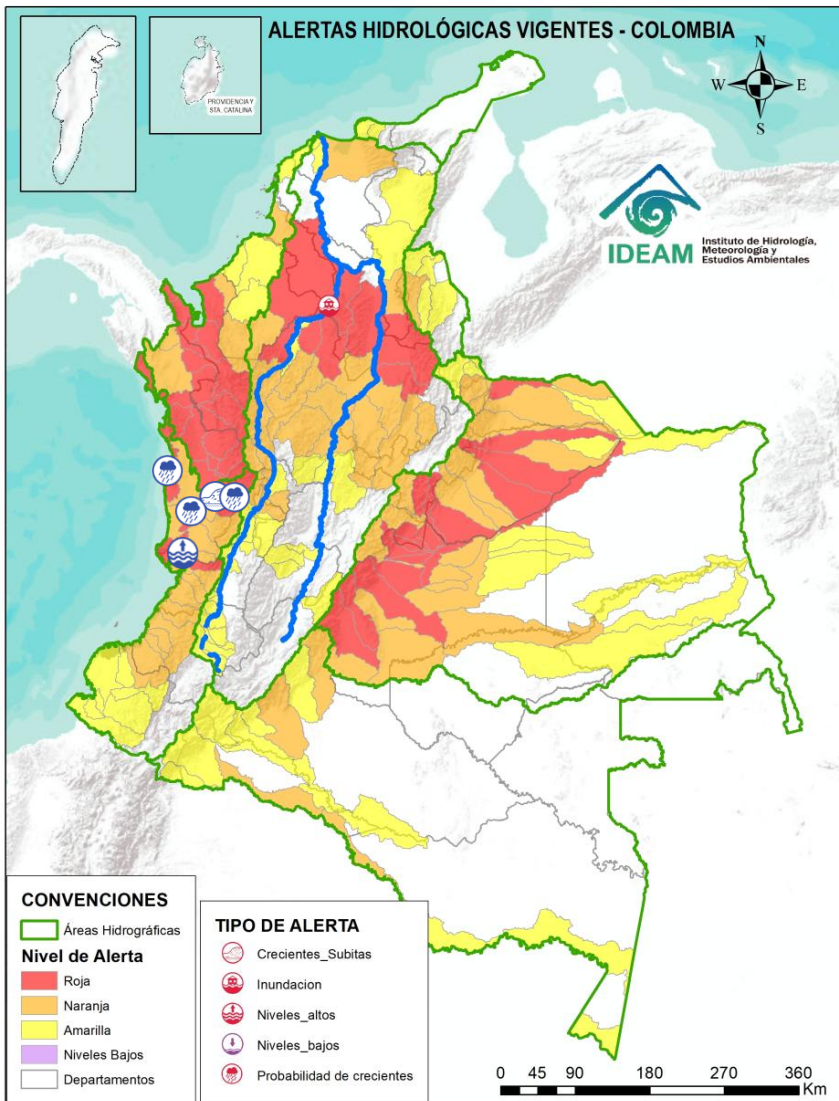 ALERTAS HIDROLÓGICAS VIGENTES - COLOMBIA
PROVIDENCIA Y
STA. CATALINA
N
W
E
S
IDEAM
Instituto de Hidrología,
Meteorología y
Estudios Ambientales
CONVENCIONES
Áreas Hidrográficas
Nivel de Alerta
Roja
Naranja
Amarilla
Niveles Bajos
Departamentos
TIPO DE ALERTA
Crecientes_Subitas
Inundacion
Niveles_altos
Niveles_bajos
Probabilidad de crecientes
0 45 90 180 270 360
Km